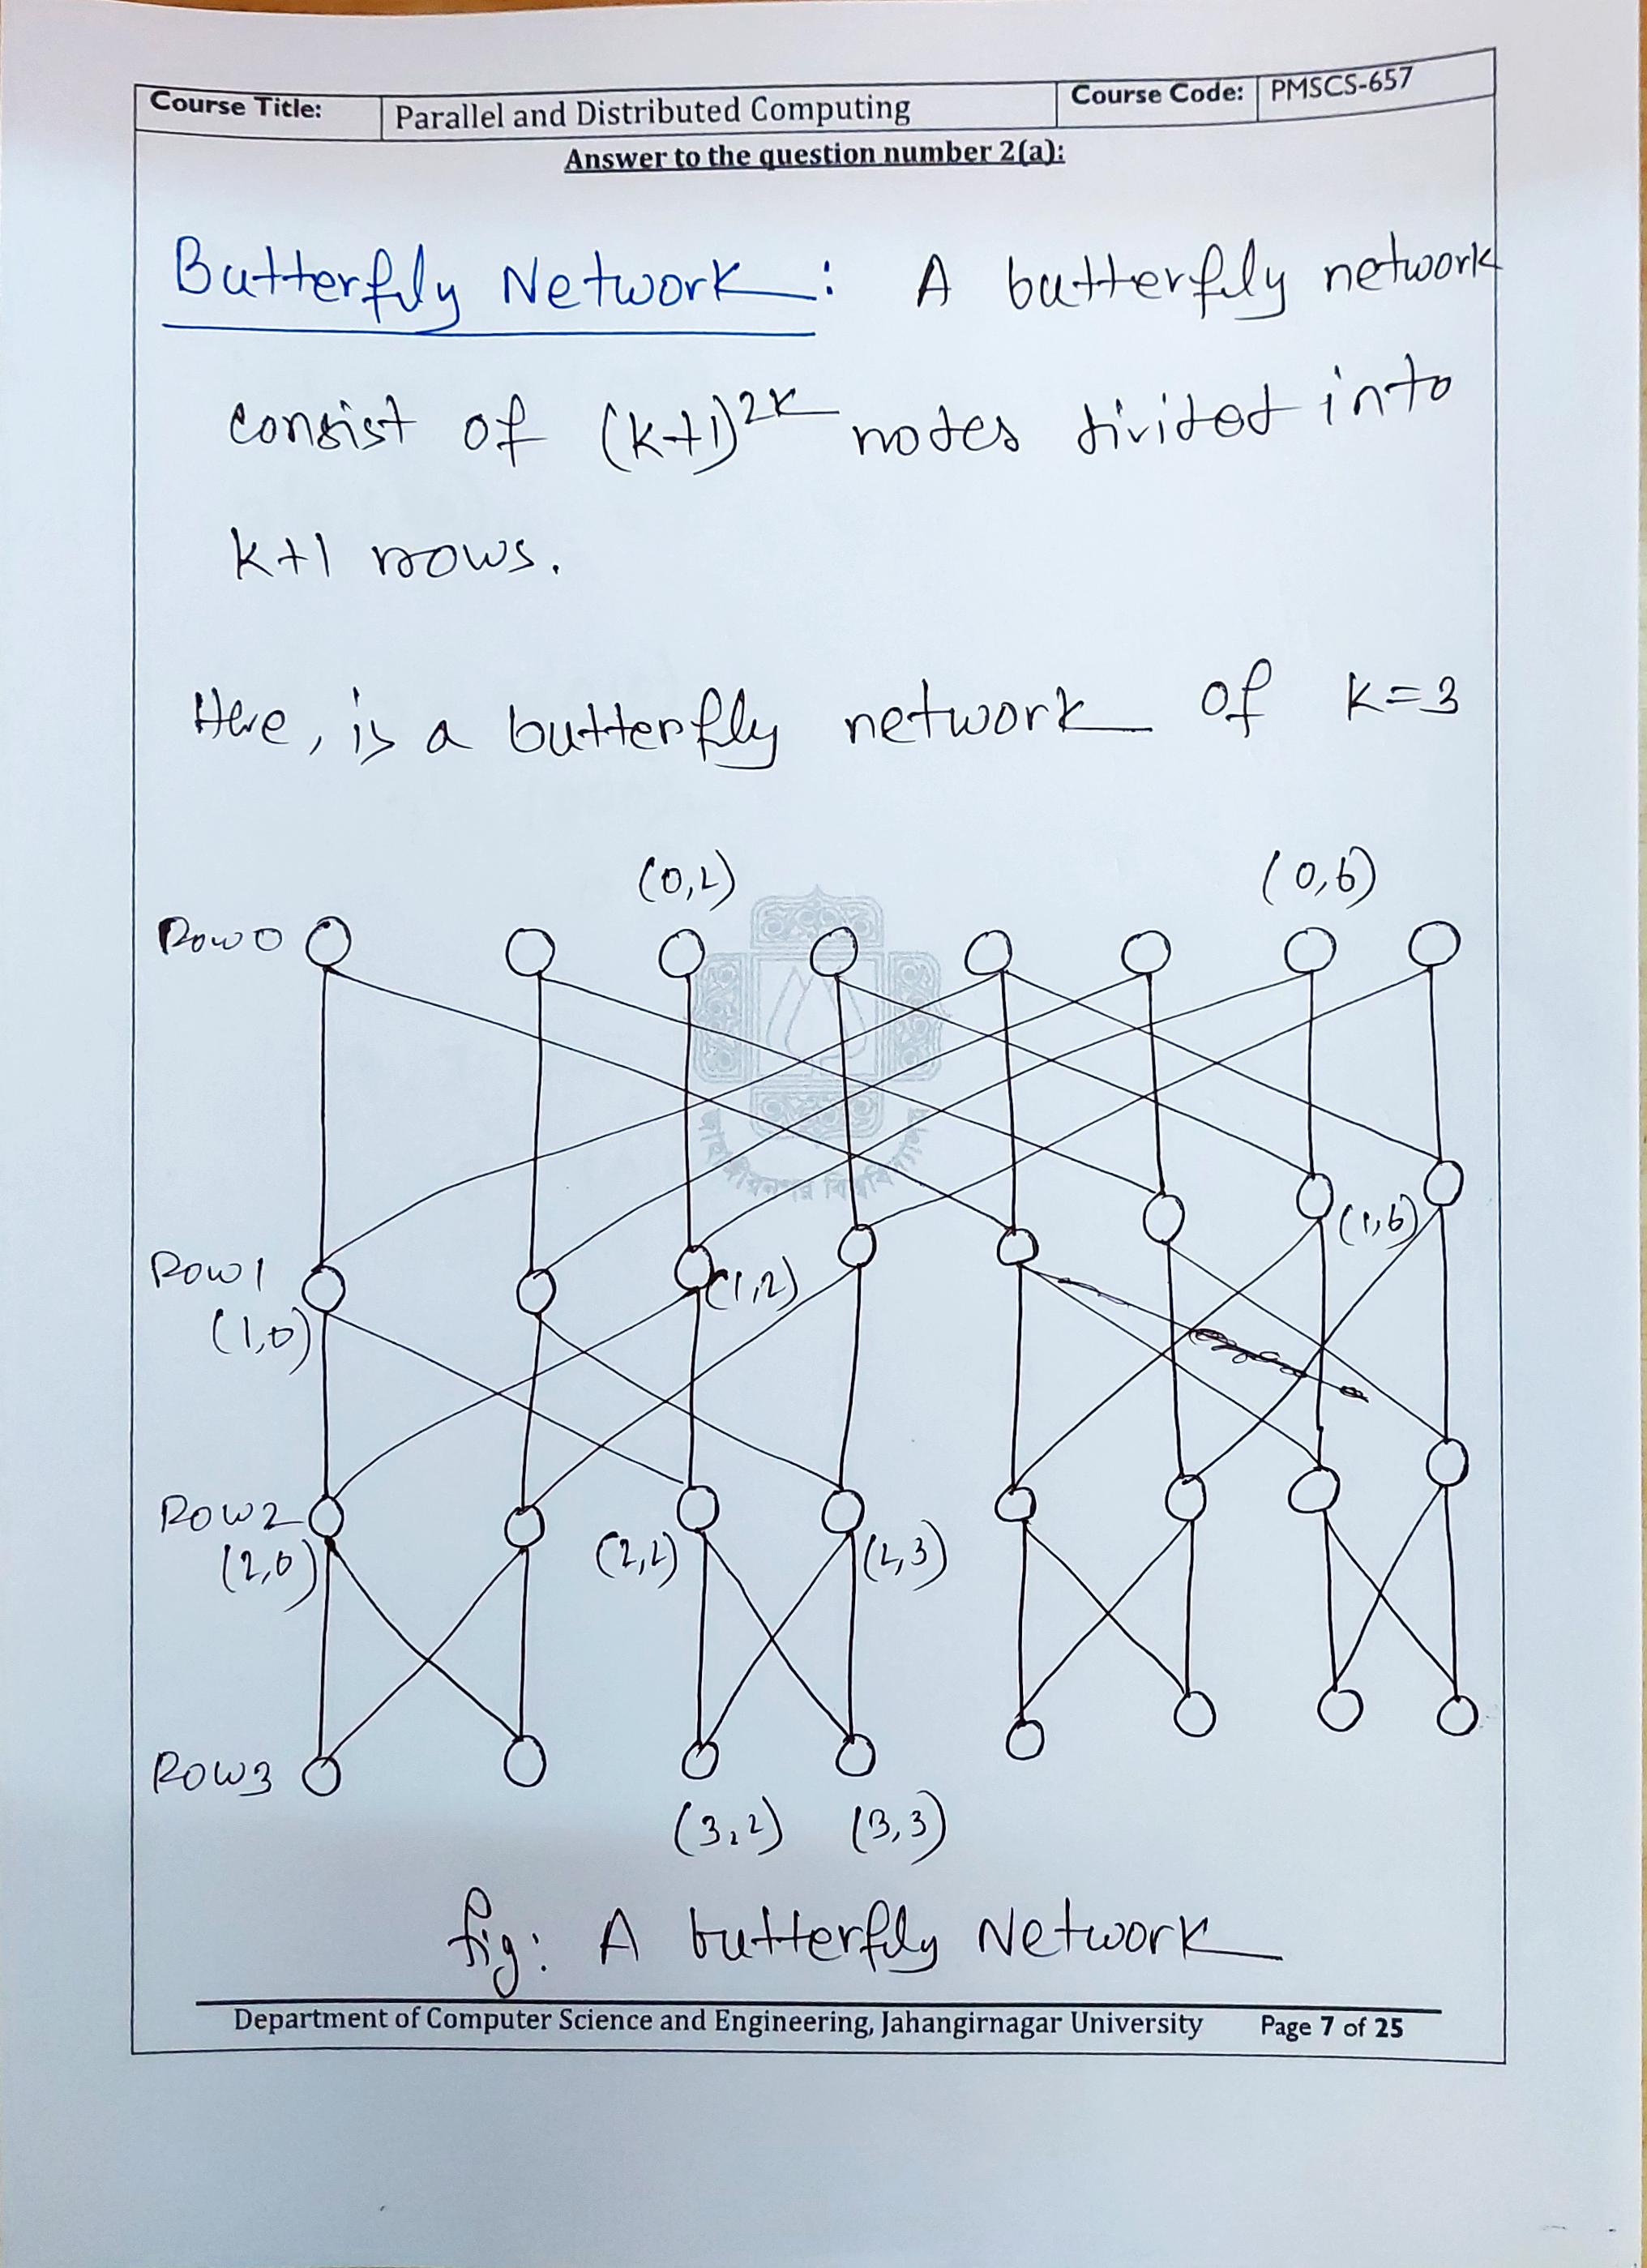 Course Title: Parallel and Distributed Computing Course Code: PMSCS-657
Answer to the question number 2(a):
Butterfly Network : A butterfly network
consist of (k+1)^2k nodes divided into
k+1 rows.
Here, is a butterfly network of k=3
(0,2) (0,6)
Row 0
(1,6)
Row 1 (1,2)
(1,0)
Row 2
(2,0) (2,2) (2,3)
Row 3
(3,2) (3,3)
fig: A butterfly Network
Department of Computer Science and Engineering, Jahangirnagar University Page 7 of 25